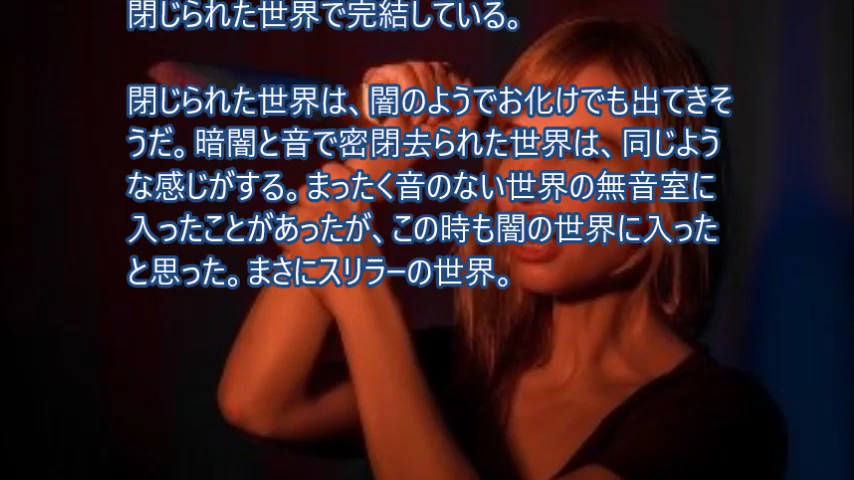 閉じられた世界で完結している。
閉じられた世界は、闇のようでお化けでも出てきそ
うだ。暗闇と音で密閉去られた世界は、同じよう
な感じがする。まったく音のない世界の無音室に
入ったことがあったが、この時も闇の世界に入った
と思った。まさにスリラーの世界。